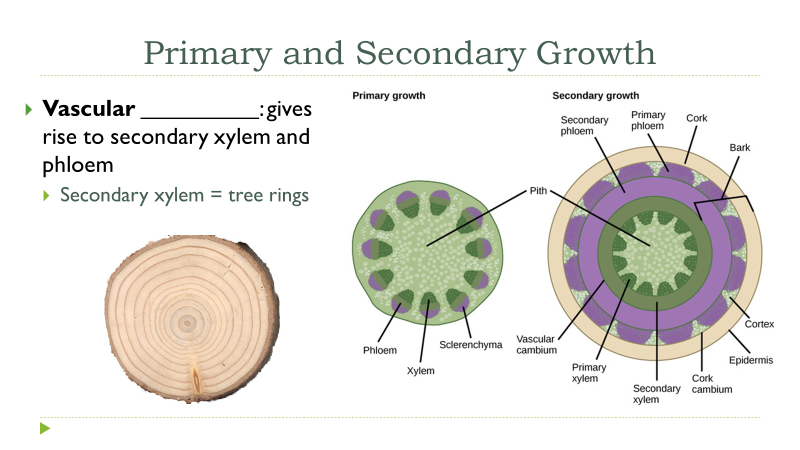 Primary and Secondary Growth
Vascular __________: gives
rise to secondary xylem and
phloem
Secondary xylem = tree rings
Primary growth
Phloem
Xylem
Sclerenchyma
Pith
Secondary growth
Secondary
phloem
Primary
phloem
Cork
Bark
Vascular
cambium
Primary
xylem
Secondary
xylem
Cork
cambium
Epidermis
Cortex